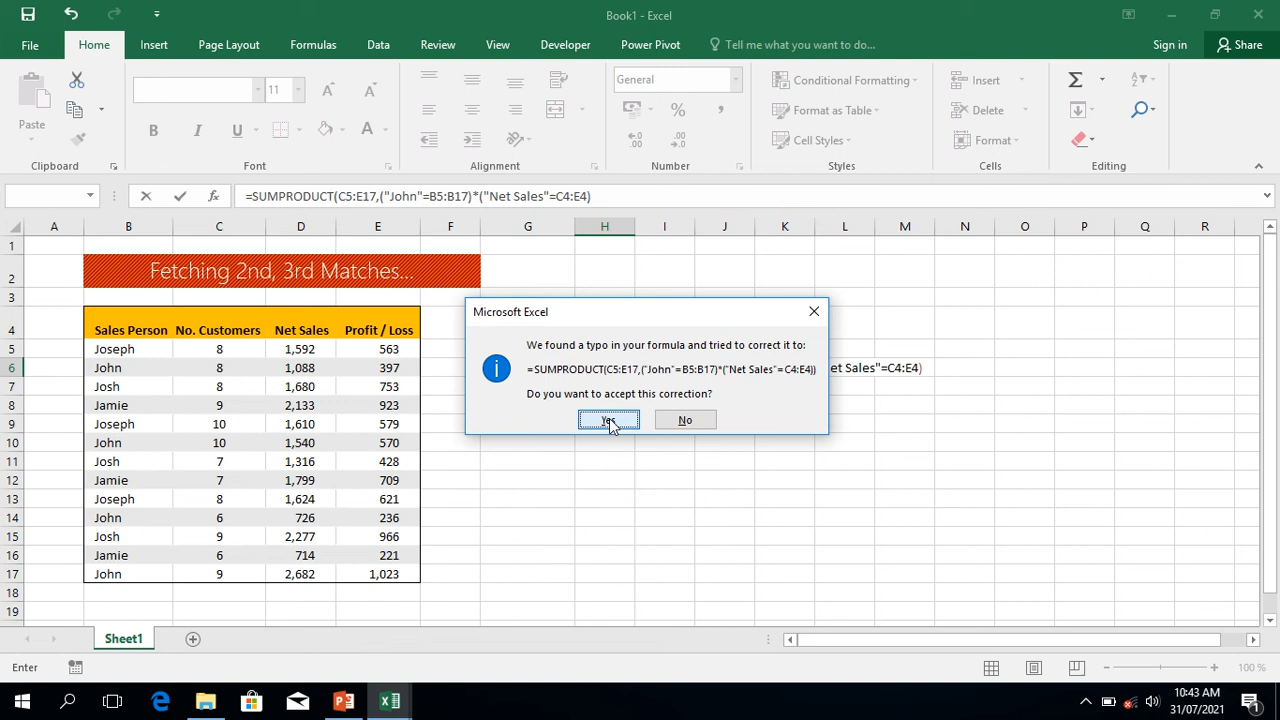 Book1 - Excel
File Home Insert Page Layout Formulas Data Review View Developer Power Pivot Tell me what you want to do... Sign in Share
Paste
11
General
Conditional Formatting
Format as Table
Cell Styles
Insert
Delete
Format
Clipboard Font Alignment Number Styles Cells Editing
=SUMPRODUCT(C5:E17,("John"=B5:B17)*("Net Sales"=C4:E4)
A B C D E F G H I J K L M N O P Q R
1
2 Fetching 2nd, 3rd Matches...
3
4 Sales Person No. Customers Net Sales Profit / Loss
5 Joseph 8 1,592 563
6 John 8 1,088 397 et Sales"=C4:E4)
7 Josh 8 1,680 753
8 Jamie 9 2,133 923
9 Joseph 10 1,610 579
10 John 10 1,540 570
11 Josh 7 1,316 428
12 Jamie 7 1,799 709
13 Joseph 8 1,624 621
14 John 6 726 236
15 Josh 9 2,277 966
16 Jamie 6 714 221
17 John 9 2,682 1,023
18
19
Microsoft Excel
We found a typo in your formula and tried to correct it to:
=SUMPRODUCT(C5:E17,("John"=B5:B17)*("Net Sales"=C4:E4))
Do you want to accept this correction?
Yes No
Sheet1
Enter 100 %
10:43 AM
31/07/2021
1